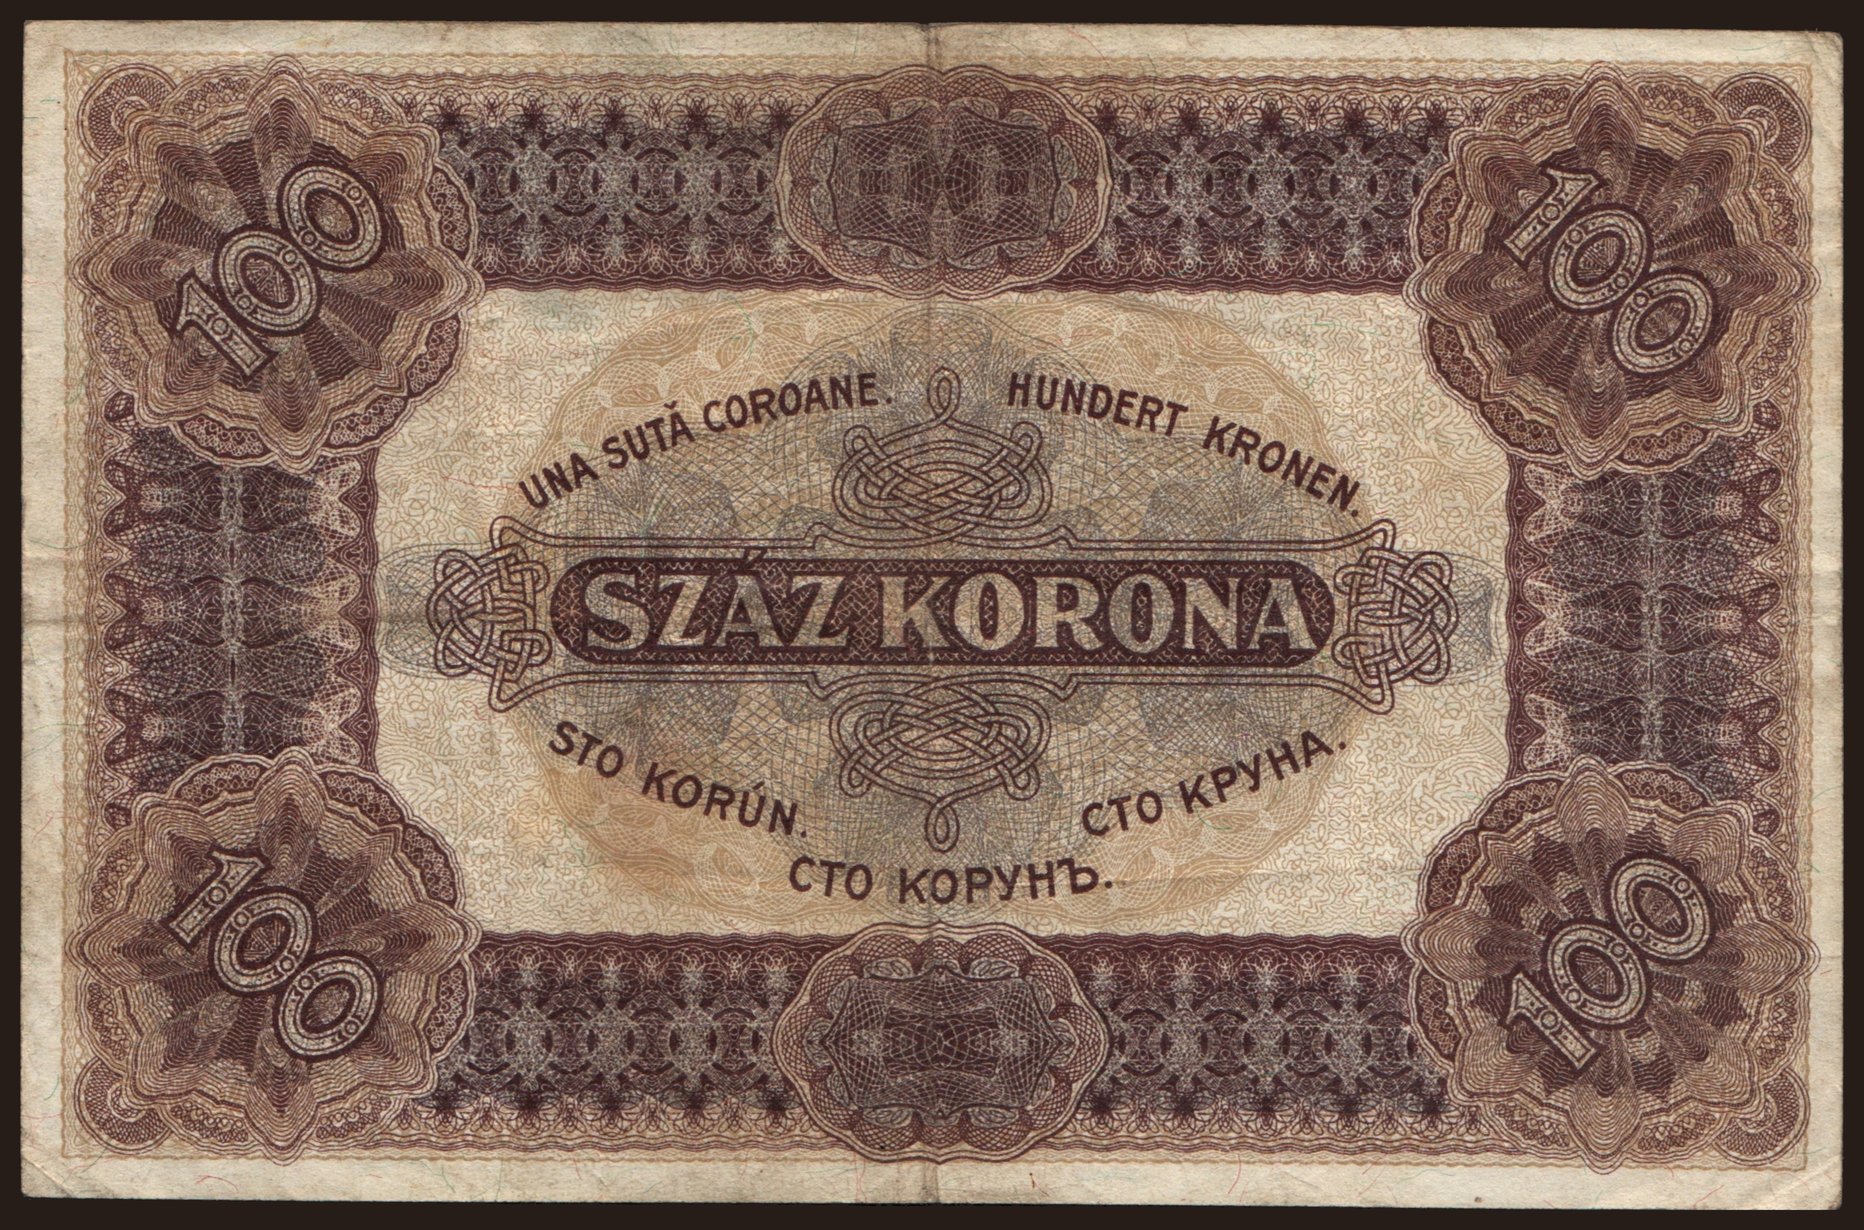 100
100
UNA SUTĂ COROANE.
HUNDERT KRONEN.
SZÁZ KORONA
STO KORÚN.
СТО КРУНА.
СТО КОРУНЪ.
100
100